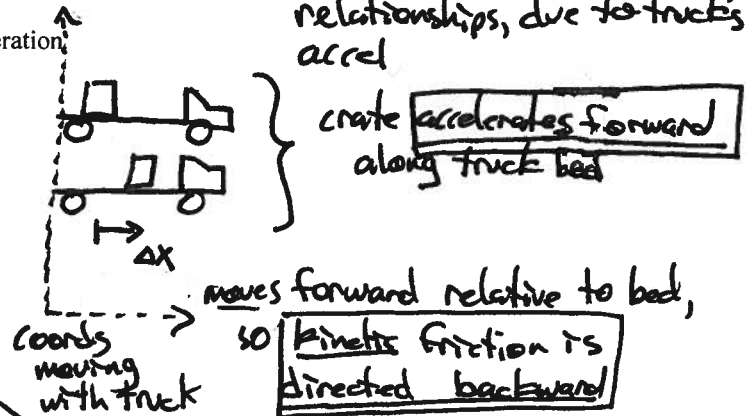 relationships, due to truck's
eration
accel
crate accelerates forward
along truck bed
Δx
moves forward relative to bed,
so kinetic friction is
directed backward
coords
moving
with truck